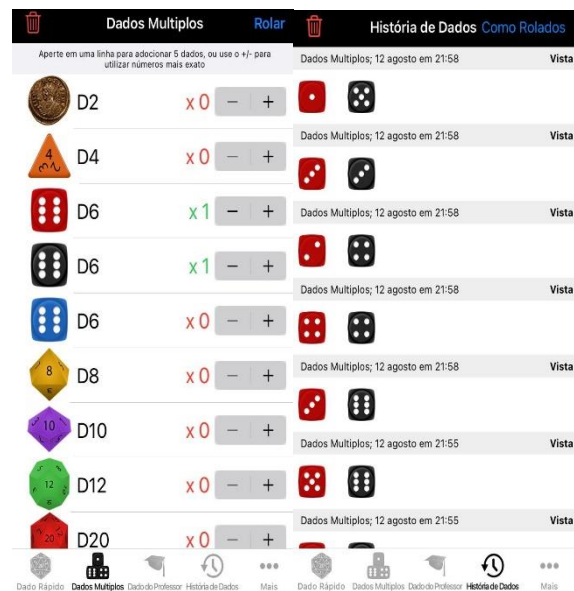 Dados Multiplos Rolar
Aperte em uma linha para adocionar 5 dados, ou use o +/- para
utilizar números mais exato
D2 x 0 − +
4
D4 x 0 − +
D6 x 1 − +
D6 x 1 − +
D6 x 0 − +
8
D8 x 0 − +
10
D10 x 0 − +
12
D12 x 0 − +
20
D20 x 0 − +
Dado Rápido Dados Multiplos Dado do Professor História de Dados Mais
História de Dados Como Rolados
Dados Multiplos; 12 agosto em 21:58 Vista
Dados Multiplos; 12 agosto em 21:58 Vista
Dados Multiplos; 12 agosto em 21:58 Vista
Dados Multiplos; 12 agosto em 21:58 Vista
Dados Multiplos; 12 agosto em 21:58 Vista
Dados Multiplos; 12 agosto em 21:55 Vista
Dados Multiplos; 12 agosto em 21:55 Vista
Dado Rápido Dados Multiplos Dado do Professor História de Dados Mais